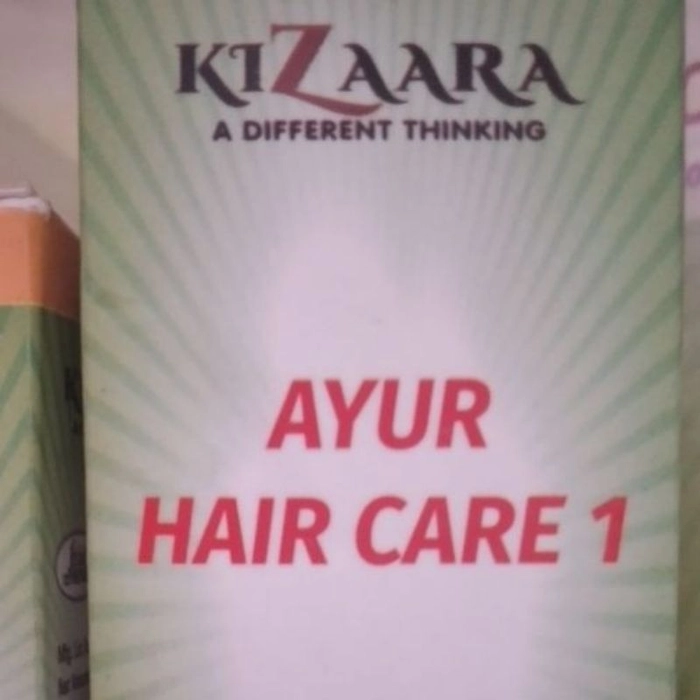 KIZAARA
A DIFFERENT THINKING
AYUR
HAIR CARE 1